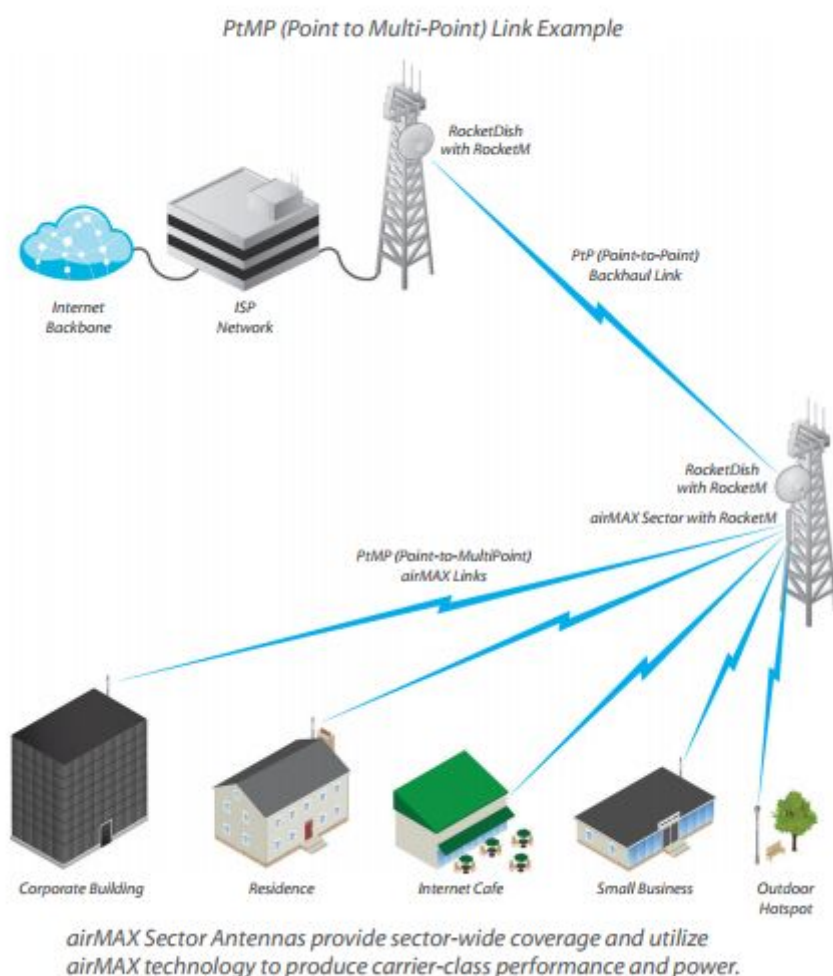 PtMP (Point to Multi-Point) Link Example
RocketDish
with RocketM
PtP (Point-to-Point)
Backhaul Link
Internet
Backbone
ISP
Network
RocketDish
with RocketM
airMAX Sector with RocketM
PtMP (Point-to-MultiPoint)
airMAX Links
Corporate Building
Residence
Internet Cafe
Small Business
Outdoor
Hotspot
airMAX Sector Antennas provide sector-wide coverage and utilize
airMAX technology to produce carrier-class performance and power.